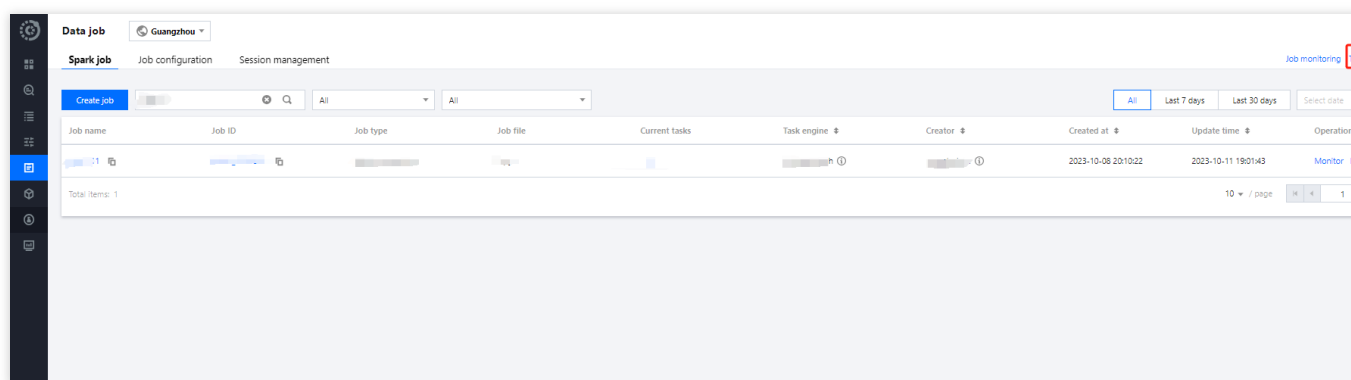 Data job Guangzhou
Spark job Job configuration Session management Job monitoring
Create job All All All Last 7 days Last 30 days Select date
Job name Job ID Job type Job file Current tasks Task engine Creator Created at Update time Operation
2023-10-08 20:10:22 2023-10-11 19:01:43 Monitor
Total items: 1 10 / page 1